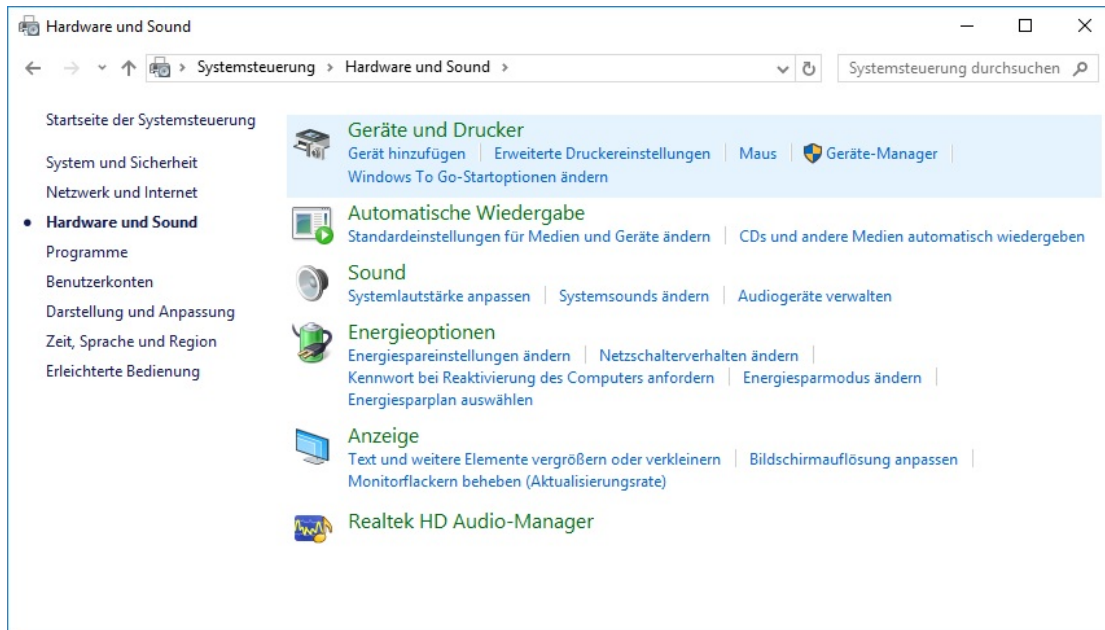 Hardware und Sound
Systemsteuerung Hardware und Sound
Systemsteuerung durchsuchen
Startseite der Systemsteuerung
System und Sicherheit
Netzwerk und Internet
Hardware und Sound
Programme
Benutzerkonten
Darstellung und Anpassung
Zeit, Sprache und Region
Erleichterte Bedienung
Geräte und Drucker
Gerät hinzufügen Erweiterte Druckereinstellungen Maus Geräte-Manager
Windows To Go-Startoptionen ändern
Automatische Wiedergabe
Standardeinstellungen für Medien und Geräte ändern CDs und andere Medien automatisch wiedergeben
Sound
Systemlautstärke anpassen Systemsounds ändern Audiogeräte verwalten
Energieoptionen
Energiespareinstellungen ändern Netzschalterverhalten ändern
Kennwort bei Reaktivierung des Computers anfordern Energiesparmodus ändern
Energiesparplan auswählen
Anzeige
Text und weitere Elemente vergrößern oder verkleinern Bildschirmauflösung anpassen
Monitorflackern beheben (Aktualisierungsrate)
Realtek HD Audio-Manager